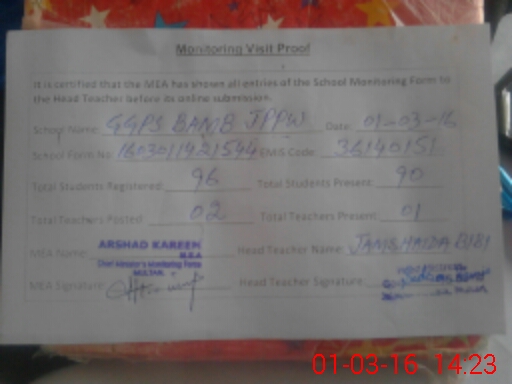 Monitoring Visit Proof
It is certified that the MEA has shown all entries of the School Monitoring Form to
the Head Teacher before its online submission.
School Name: GGPS BAMB JPPW Date: 01-03-16
School Form No: 1603011421544 EMIS Code: 36140151
Total Students Registered: 96 Total Students Present: 90
Total Teachers Posted: 02 Total Teachers Present: 01
MEA Name: ARSHAD KAREEM Head Teacher Name: JAMSHAIDA BIBI
M.E.A
Chief Minister's Monitoring Force
MULTAN.
MEA Signature: Head Teacher Signature:
01-03-16 14:23